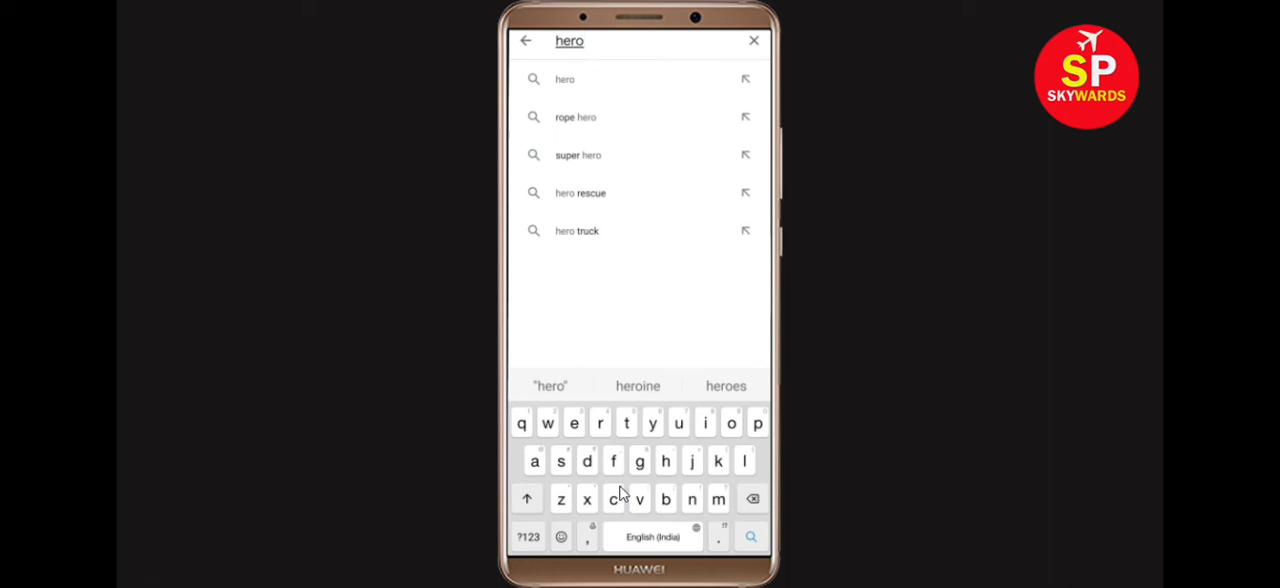 hero
SP
SKYWARDS
hero
rope hero
super hero
hero rescue
hero truck
"hero" heroine heroes
q w e r t y u i o p
a s d f g h j k l
z x c v b n m
?123 , English (India) .
HUAWEI